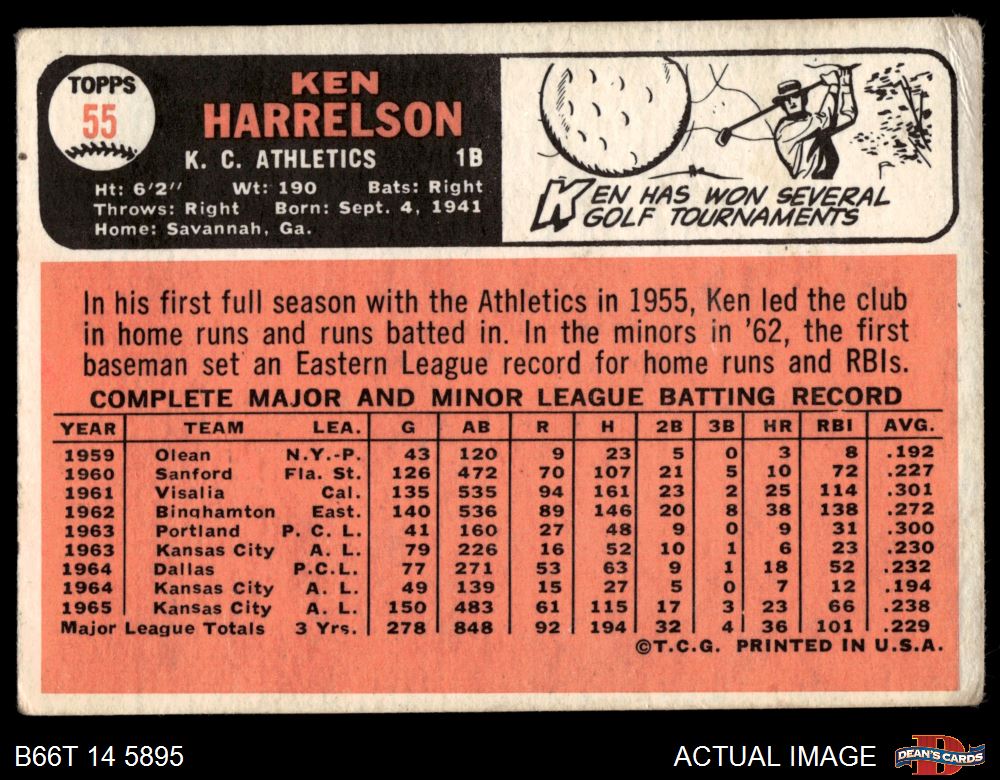 TOPPS
55
KEN
HARRELSON
K. C. ATHLETICS 1B
Ht: 6'2" Wt: 190 Bats: Right
Throws: Right Born: Sept. 4, 1941
Home: Savannah, Ga.
KEN HAS WON SEVERAL
GOLF TOURNAMENTS
In his first full season with the Athletics in 1955, Ken led the club
in home runs and runs batted in. In the minors in '62, the first
baseman set an Eastern League record for home runs and RBIs.
COMPLETE MAJOR AND MINOR LEAGUE BATTING RECORD
YEAR TEAM LEA. G AB R H 2B 3B HR RBI AVG.
1959 Olean N.Y.-P. 43 120 9 23 5 0 3 8 .192
1960 Sanford Fla. St. 126 472 70 107 21 5 10 72 .227
1961 Visalia Cal. 135 535 94 161 23 2 25 114 .301
1962 Binghamton East. 140 536 89 146 20 8 38 138 .272
1963 Portland P. C. L. 41 160 27 48 9 0 9 31 .300
1963 Kansas City A. L. 79 226 16 52 10 1 6 23 .230
1964 Dallas P.C.L. 77 271 53 63 9 1 18 52 .232
1964 Kansas City A. L. 49 139 15 27 5 0 7 12 .194
1965 Kansas City A. L. 150 483 61 115 17 3 23 66 .238
Major League Totals 3 Yrs. 278 848 92 194 32 4 36 101 .229
©T.C.G. PRINTED IN U.S.A.
B66T 14 5895 ACTUAL IMAGE DEAN'S CARDS